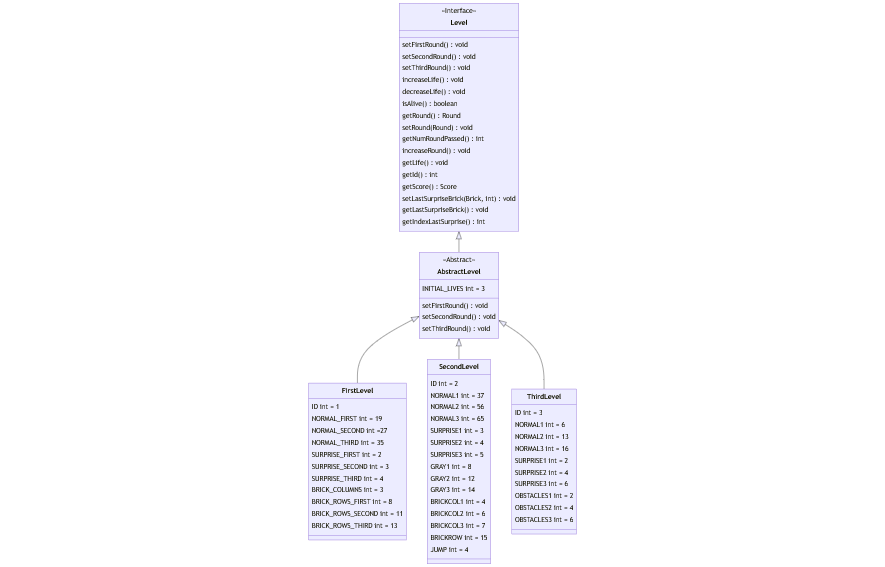 «Interface»
Level
setFirstRound() : void
setSecondRound() : void
setThirdRound() : void
increaseLife() : void
decreaseLife() : void
isAlive() : boolean
getRound() : Round
setRound(Round) : void
getNumRoundPassed() : int
increaseRound() : void
getLife() : void
getId() : int
getScore() : Score
setLastSurpriseBrick(Brick, int) : void
getLastSurpriseBrick() : void
getIndexLastSurprise() : int
«Abstract»
AbstractLevel
INITIAL_LIVES int = 3
setFirstRound() : void
setSecondRound() : void
setThirdRound() : void
FirstLevel
ID int = 1
NORMAL_FIRST int = 19
NORMAL_SECOND int =27
NORMAL_THIRD int = 35
SURPRISE_FIRST int = 2
SURPRISE_SECOND int = 3
SURPRISE_THIRD int = 4
BRICK_COLUMNS int = 3
BRICK_ROWS_FIRST int = 8
BRICK_ROWS_SECOND int = 11
BRICK_ROWS_THIRD int = 13
SecondLevel
ID int = 2
NORMAL1 int = 37
NORMAL2 int = 56
NORMAL3 int = 65
SURPRISE1 int = 3
SURPRISE2 int = 4
SURPRISE3 int = 5
GRAY1 int = 8
GRAY2 int = 12
GRAY3 int = 14
BRICKCOL1 int = 4
BRICKCOL2 int = 6
BRICKCOL3 int = 7
BRICKROW int = 15
JUMP int = 4
ThirdLevel
ID int = 3
NORMAL1 int = 6
NORMAL2 int = 13
NORMAL3 int = 16
SURPRISE1 int = 2
SURPRISE2 int = 4
SURPRISE3 int = 6
OBSTACLES1 int = 2
OBSTACLES2 int = 4
OBSTACLES3 int = 6